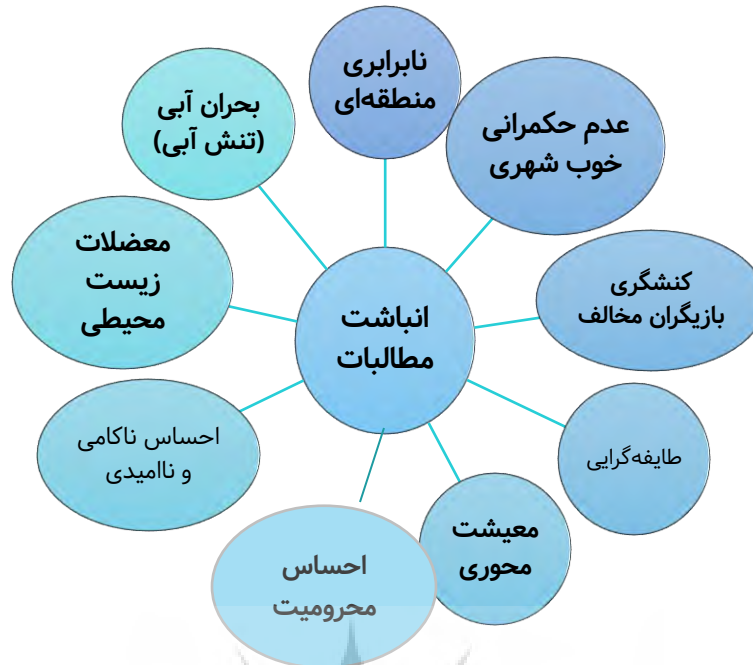 نابرابری
منطقه‌ای
عدم حکمرانی
خوب شهری
کنشگری
بازیگران مخالف
طایفه‌گرایی
معیشت
محوری
احساس
محرومیت
احساس ناکامی
و ناامیدی
معضلات
زیست
محیطی
بحران آبی
(تنش آبی)
انباشت
مطالبات